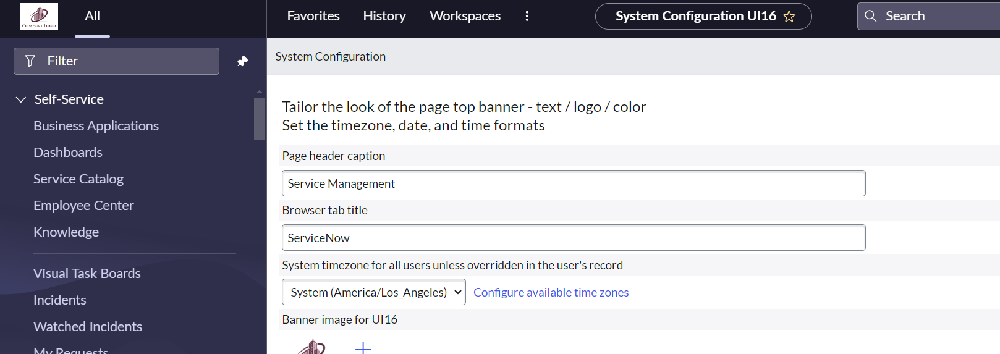 COMPANY LOGO
All
Favorites
History
Workspaces
System Configuration UI16
Search
Filter
Self-Service
Business Applications
Dashboards
Service Catalog
Employee Center
Knowledge
Visual Task Boards
Incidents
Watched Incidents
My Requests
System Configuration
Tailor the look of the page top banner - text / logo / color
Set the timezone, date, and time formats
Page header caption
Service Management
Browser tab title
ServiceNow
System timezone for all users unless overridden in the user's record
System (America/Los_Angeles)
Configure available time zones
Banner image for UI16